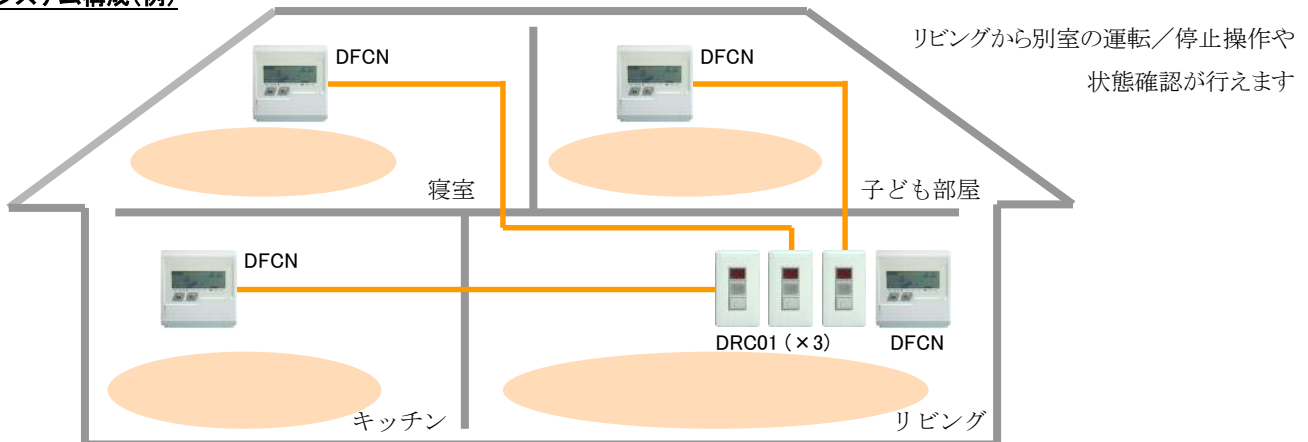 システム構成（例）
リビングから別室の運転／停止操作や
状態確認が行えます
DFCN
DFCN
寝室
子ども部屋
DFCN
DRC01（×3）
DFCN
キッチン
リビング